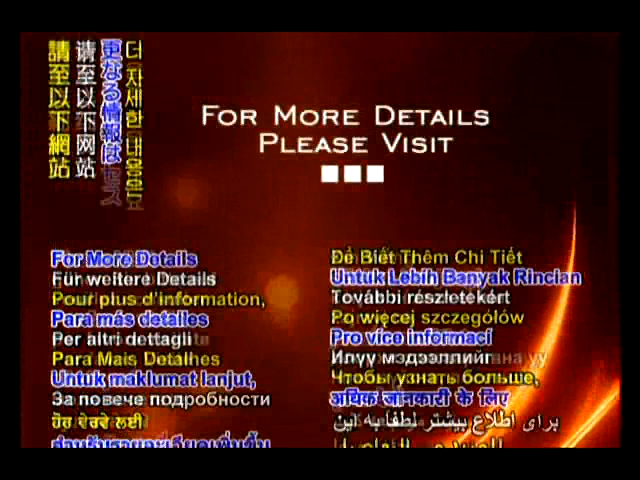 請至以下網站
请至以下网站
更なる情報は
더 자세한 내용은
FOR MORE DETAILS
PLEASE VISIT
For More Details
Für weitere Details
Pour plus d'information,
Para más detalles
Per altri dettagli
Para Mais Detalhes
Untuk maklumat lanjut,
За повече подробности
ਹੋਰ ਵੇਰਵੇ ਲਈ
Để Biết Thêm Chi Tiết
Untuk Lebih Banyak Rincian
További részletekért
Po więcej szczegółów
Pro více informací
Илүү мэдээллийг
Чтобы узнать больше,
अधिक जानकारी के लिए
برای اطلاع بیشتر لطفا به این